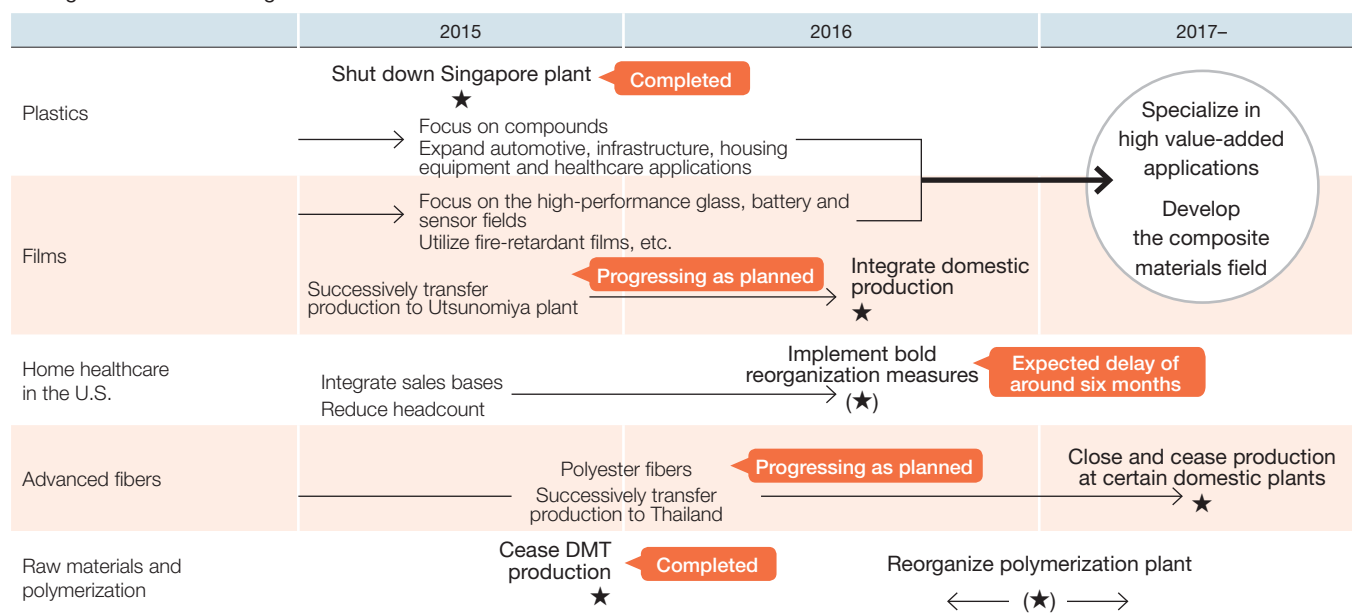 2015
2016
2017–
Plastics
Shut down Singapore plant
Completed
★
Focus on compounds
Expand automotive, infrastructure, housing
equipment and healthcare applications
Specialize in
high value-added
applications
Develop
the composite
materials field
Films
Focus on the high-performance glass, battery and
sensor fields
Utilize fire-retardant films, etc.
Progressing as planned
Successively transfer
production to Utsunomiya plant
Integrate domestic
production
★
Home healthcare
in the U.S.
Integrate sales bases
Reduce headcount
Implement bold
reorganization measures
(★)
Expected delay of
around six months
Advanced fibers
Polyester fibers
Successively transfer
production to Thailand
Progressing as planned
Close and cease production
at certain domestic plants
★
Raw materials and
polymerization
Cease DMT
production
★
Completed
Reorganize polymerization plant
(★)